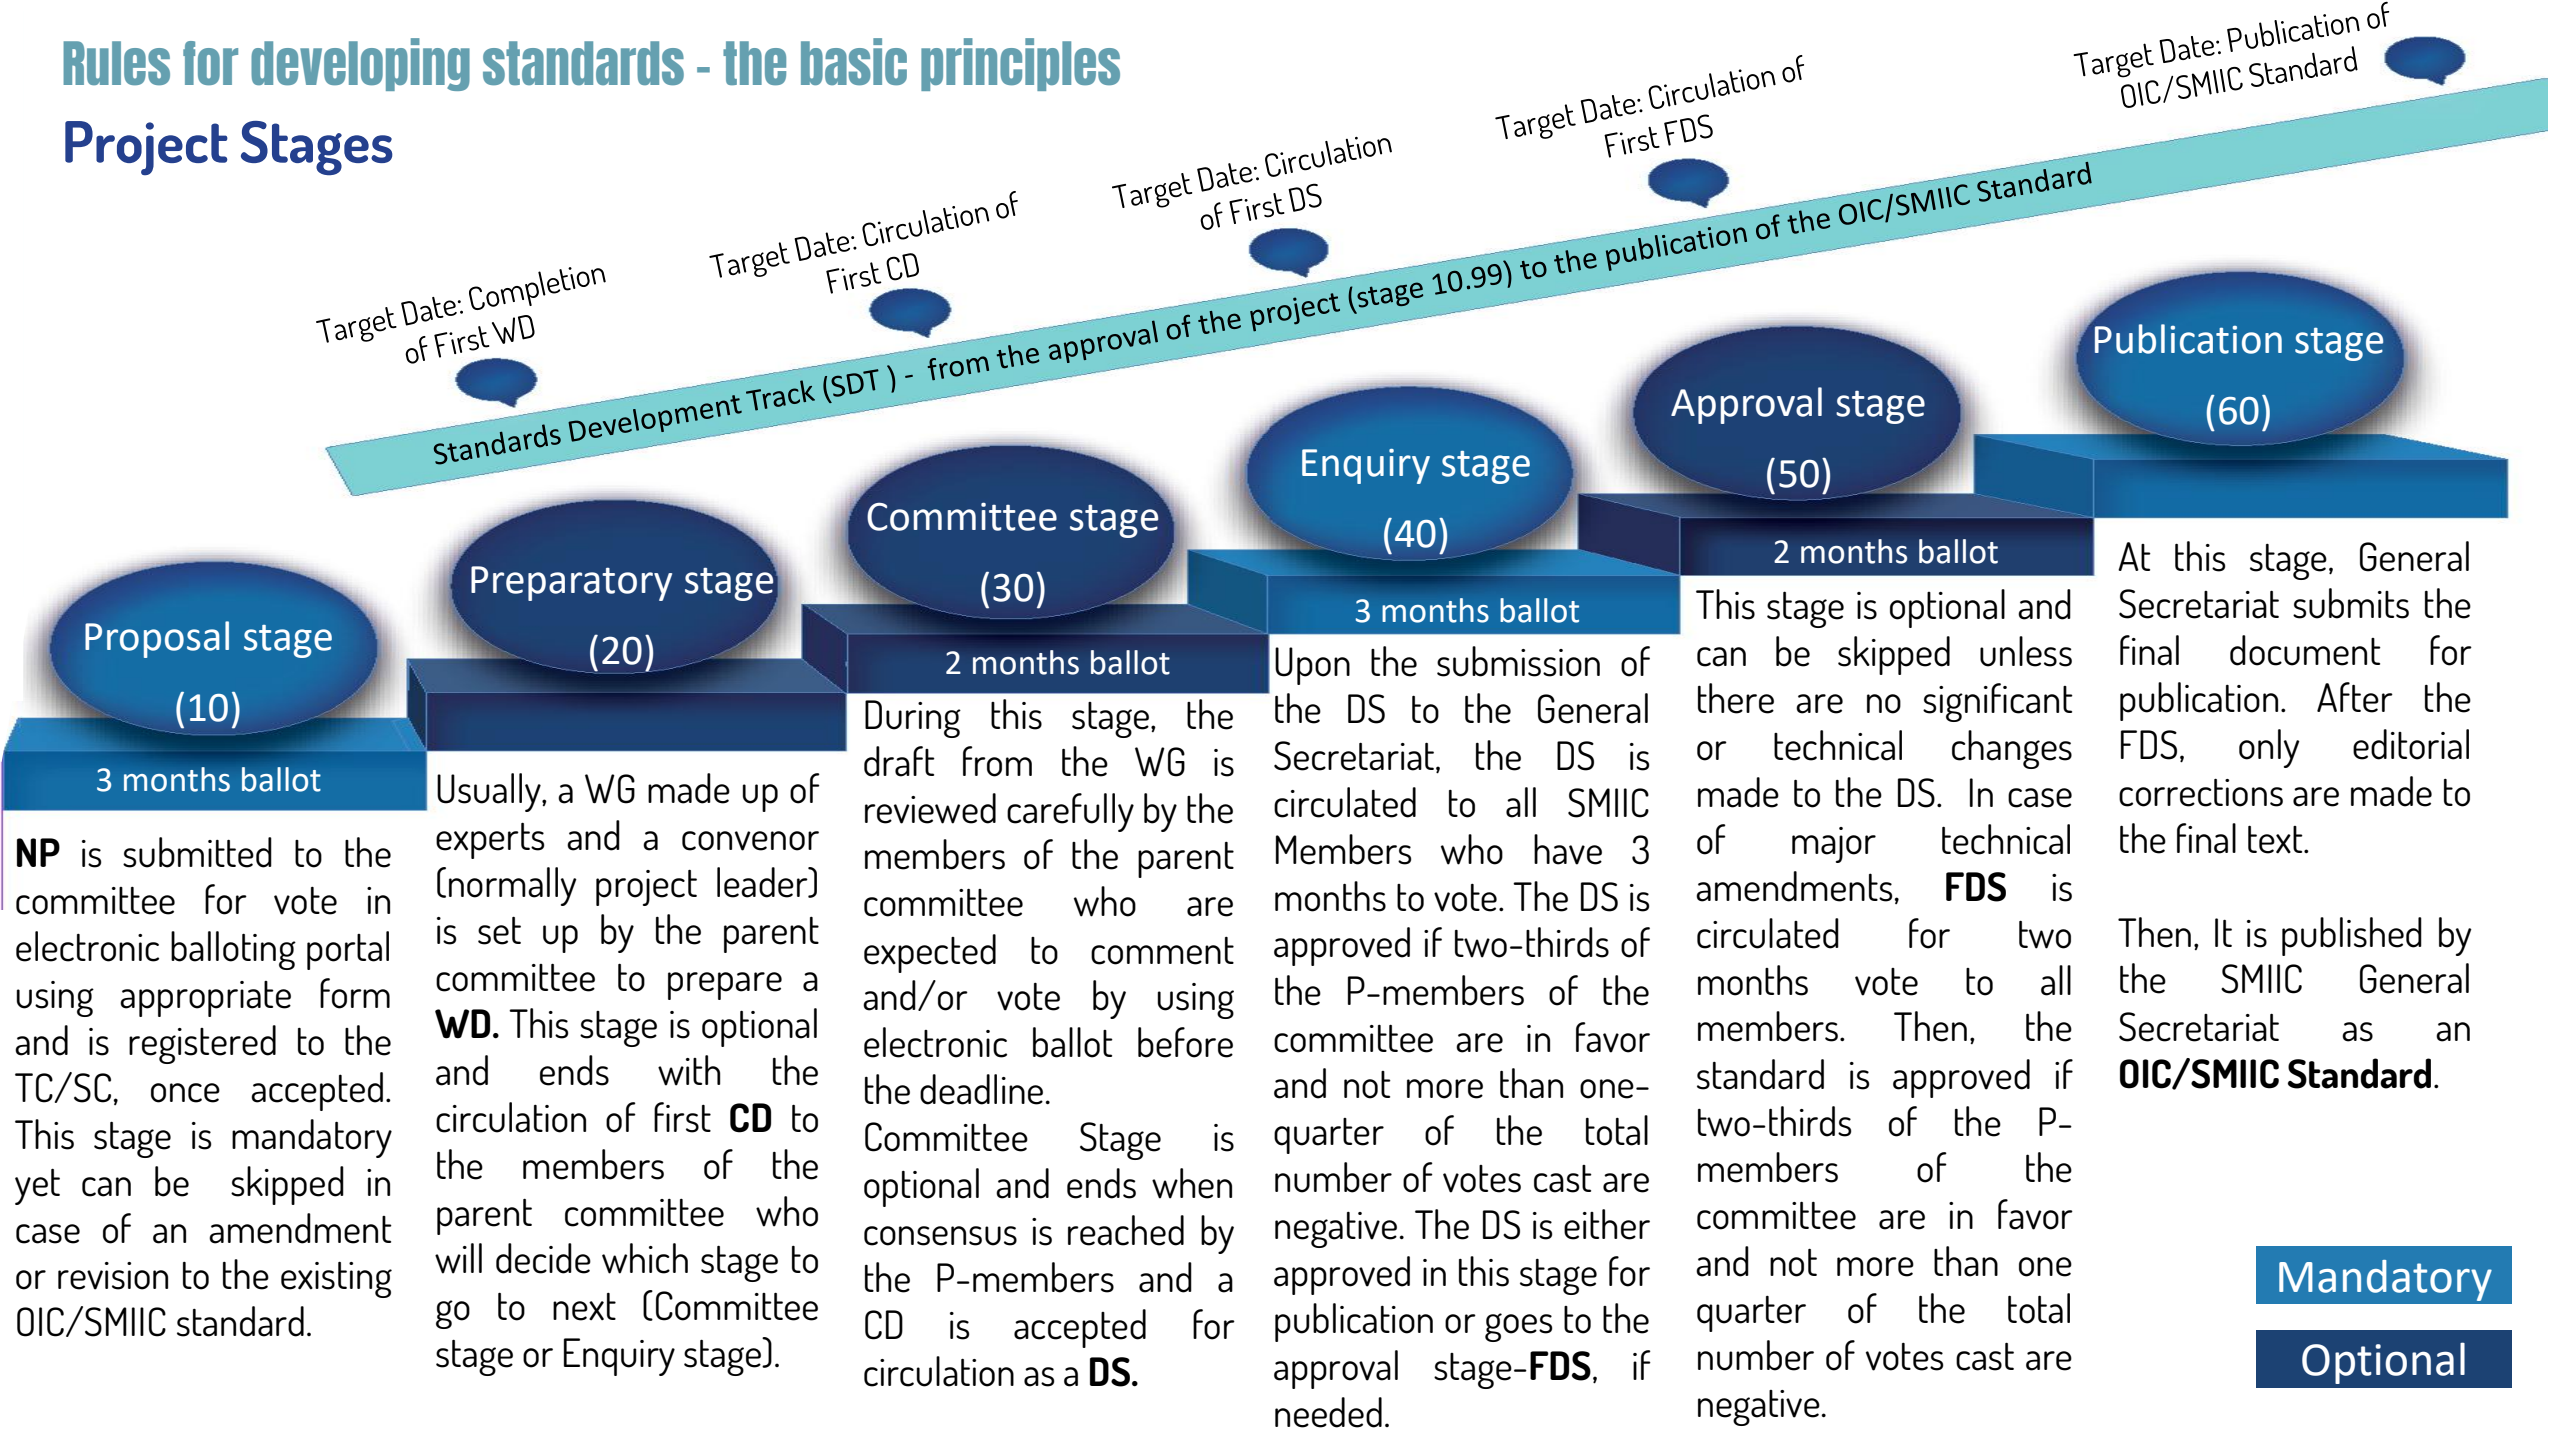 Rules for developing standards - the basic principles
Project Stages
Target Date: Completion
of First WD
Target Date: Circulation of
First CD
Target Date: Circulation
of First DS
Target Date: Circulation of
First FDS
Target Date: Publication of
OIC/SMIIC Standard
Standards Development Track (SDT ) - from the approval of the project (stage 10.99) to the publication of the OIC/SMIIC Standard
Proposal stage
(10)
3 months ballot
NP is submitted to the
committee for vote in
electronic balloting portal
using appropriate form
and is registered to the
TC/SC, once accepted.
This stage is mandatory
yet can be skipped in
case of an amendment
or revision to the existing
OIC/SMIIC standard.
Preparatory stage
(20)
Usually, a WG made up of
experts and a convenor
(normally project leader)
is set up by the parent
committee to prepare a
WD. This stage is optional
and ends with the
circulation of first CD to
the members of the
parent committee who
will decide which stage to
go to next (Committee
stage or Enquiry stage).
Committee stage
(30)
2 months ballot
During this stage, the
draft from the WG is
reviewed carefully by the
members of the parent
committee who are
expected to comment
and/or vote by using
electronic ballot before
the deadline.
Committee Stage is
optional and ends when
consensus is reached by
the P-members and a
CD is accepted for
circulation as a DS.
Enquiry stage
(40)
3 months ballot
Upon the submission of
the DS to the General
Secretariat, the DS is
circulated to all SMIIC
Members who have 3
months to vote. The DS is
approved if two-thirds of
the P-members of the
committee are in favor
and not more than one-
quarter of the total
number of votes cast are
negative. The DS is either
approved in this stage for
publication or goes to the
approval stage-FDS, if
needed.
Approval stage
(50)
2 months ballot
This stage is optional and
can be skipped unless
there are no significant
or technical changes
made to the DS. In case
of major technical
amendments, FDS is
circulated for two
months vote to all
members. Then, the
standard is approved if
two-thirds of the P-
members of the
committee are in favor
and not more than one
quarter of the total
number of votes cast are
negative.
Publication stage
(60)
At this stage, General
Secretariat submits the
final document for
publication. After the
FDS, only editorial
corrections are made to
the final text.
Then, It is published by
the SMIIC General
Secretariat as an
OIC/SMIIC Standard.
Mandatory
Optional